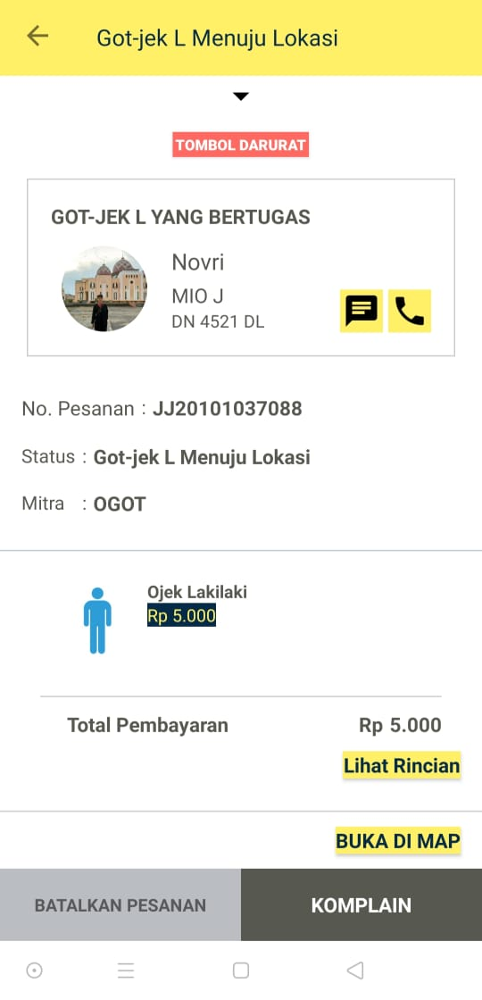 Got-jek L Menuju Lokasi
TOMBOL DARURAT
GOT-JEK L YANG BERTUGAS
Novri
MIO J
DN 4521 DL
No. Pesanan : JJ20101037088
Status : Got-jek L Menuju Lokasi
Mitra : OGOT
Ojek Lakilaki
Rp 5.000
Total Pembayaran Rp 5.000
Lihat Rincian
BUKA DI MAP
BATALKAN PESANAN KOMPLAIN